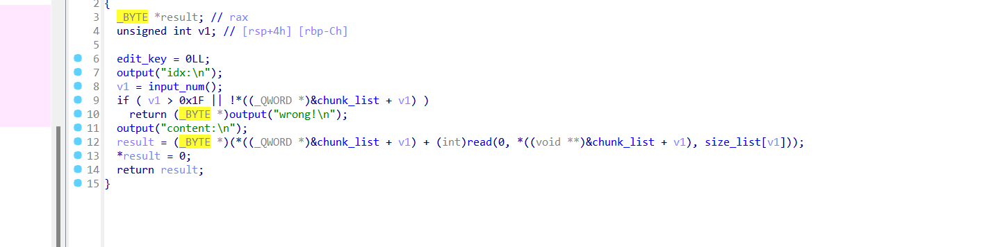 2 {
3 _BYTE *result; // rax
4 unsigned int v1; // [rsp+4h] [rbp-Ch]
5
6 edit_key = 0LL;
7 output("idx:\n");
8 v1 = input_num();
9 if ( v1 > 0x1F || !*((_QWORD *)&chunk_list + v1) )
10 return (_BYTE *)output("wrong!\n");
11 output("content:\n");
12 result = (_BYTE *)(*((_QWORD *)&chunk_list + v1) + (int)read(0, *((void **)&chunk_list + v1), size_list[v1]));
13 *result = 0;
14 return result;
15 }